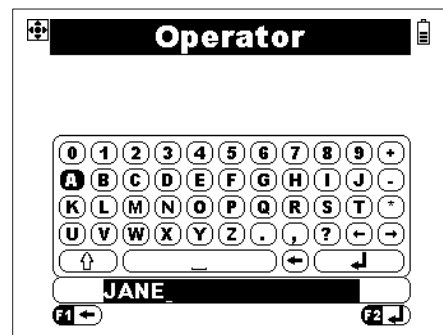 Operator
0 1 2 3 4 5 6 7 8 9 +
A B C D E F G H I J -
K L M N O P Q R S T *
U V W X Y Z . , ? ← →
⇧ ⎵ ← ↵
JANE_
F1 ← F2 ↵